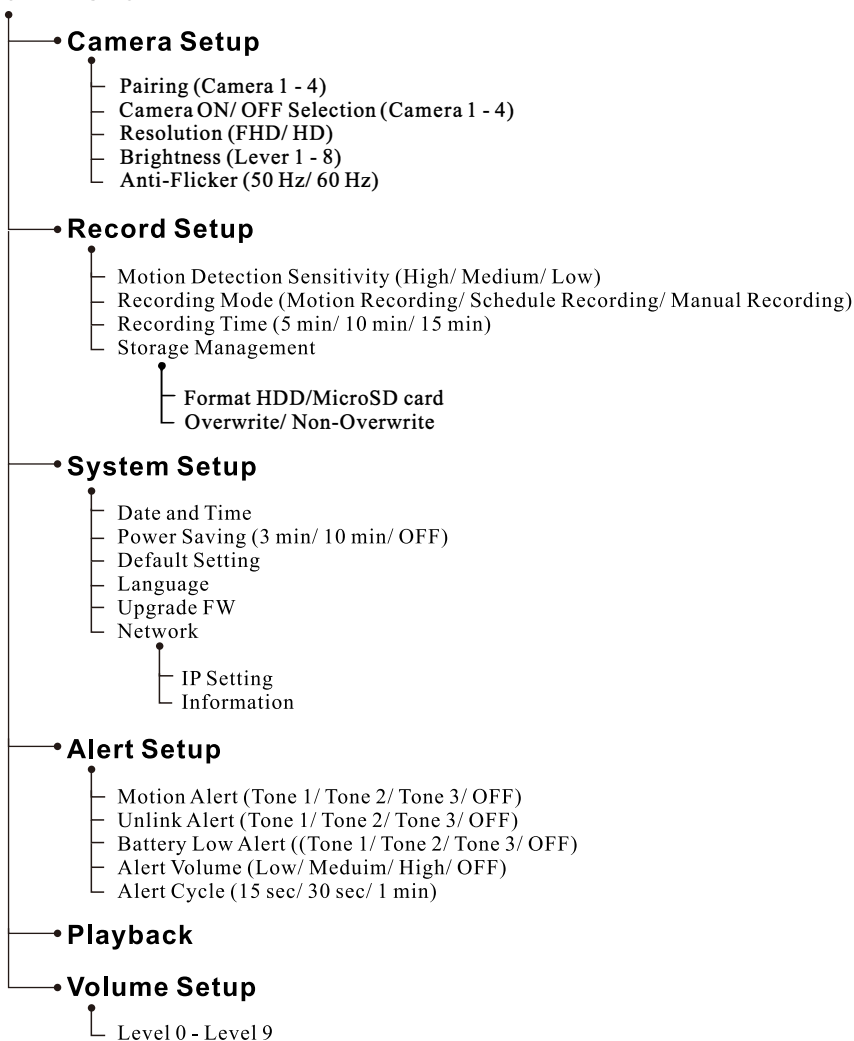 Camera Setup
Pairing (Camera 1 - 4)
Camera ON/ OFF Selection (Camera 1 - 4)
Resolution (FHD/ HD)
Brightness (Lever 1 - 8)
Anti-Flicker (50 Hz/ 60 Hz)
Record Setup
Motion Detection Sensitivity (High/ Medium/ Low)
Recording Mode (Motion Recording/ Schedule Recording/ Manual Recording)
Recording Time (5 min/ 10 min/ 15 min)
Storage Management
Format HDD/MicroSD card
Overwrite/ Non-Overwrite
System Setup
Date and Time
Power Saving (3 min/ 10 min/ OFF)
Default Setting
Language
Upgrade FW
Network
IP Setting
Information
Alert Setup
Motion Alert (Tone 1/ Tone 2/ Tone 3/ OFF)
Unlink Alert (Tone 1/ Tone 2/ Tone 3/ OFF)
Battery Low Alert ((Tone 1/ Tone 2/ Tone 3/ OFF)
Alert Volume (Low/ Meduim/ High/ OFF)
Alert Cycle (15 sec/ 30 sec/ 1 min)
Playback
Volume Setup
Level 0 - Level 9